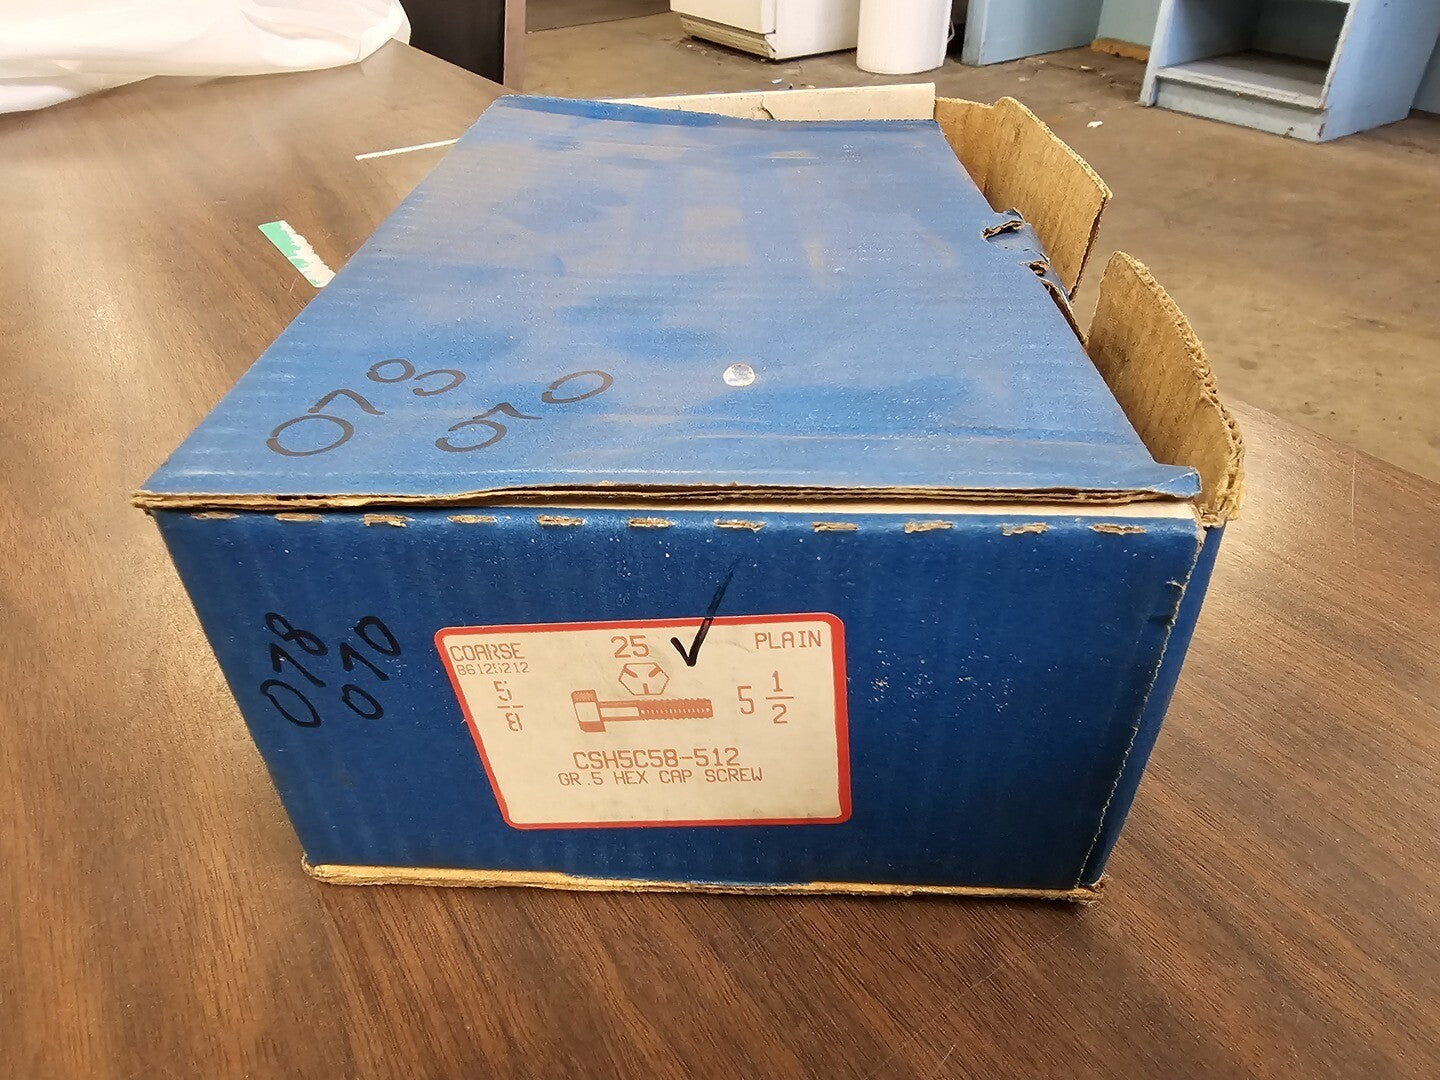 078
070
078
070
COARSE 25 PLAIN
86125212
5/8 5 1/2
CSH5C58-512
GR.5 HEX CAP SCREW